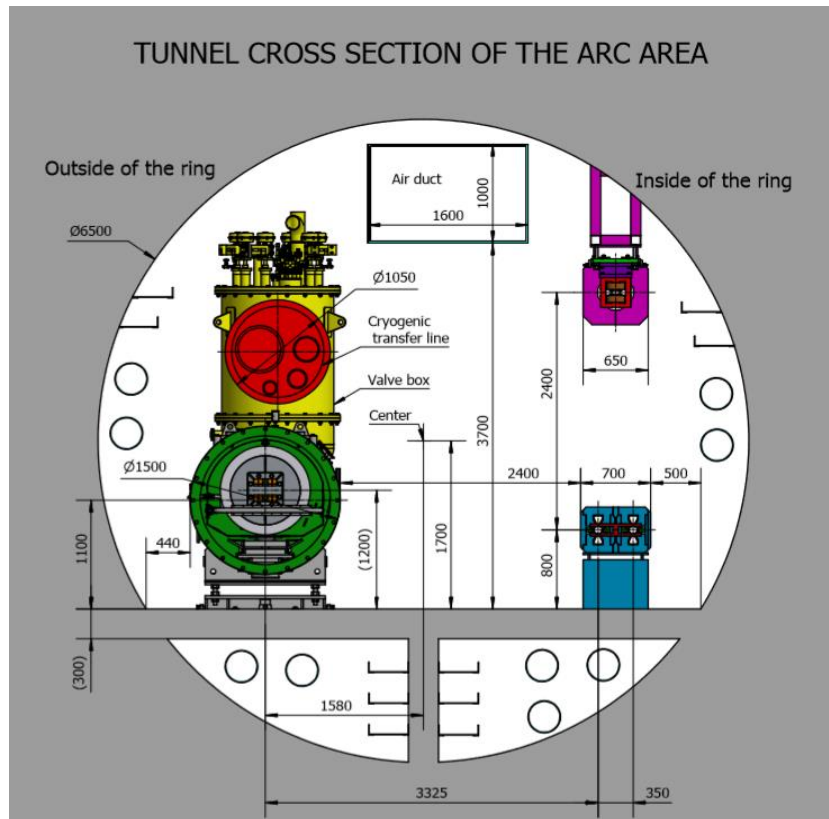 TUNNEL CROSS SECTION OF THE ARC AREA
Outside of the ring
Air duct
1000
Inside of the ring
1600
Ø6500
Ø1050
Cryogenic
transfer line
650
2400
Valve box
Center
3700
Ø1500
2400
700
500
1100
440
(1200)
1700
800
(300)
1580
3325
350